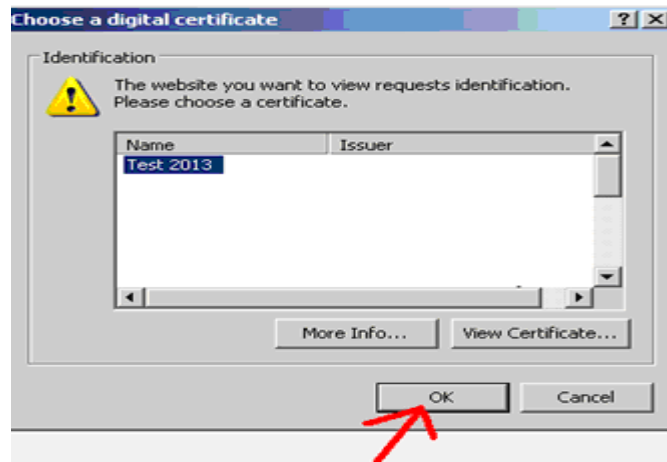 Choose a digital certificate
Identification
The website you want to view requests identification.
Please choose a certificate.
Name Issuer
Test 2013
More Info... View Certificate...
OK Cancel